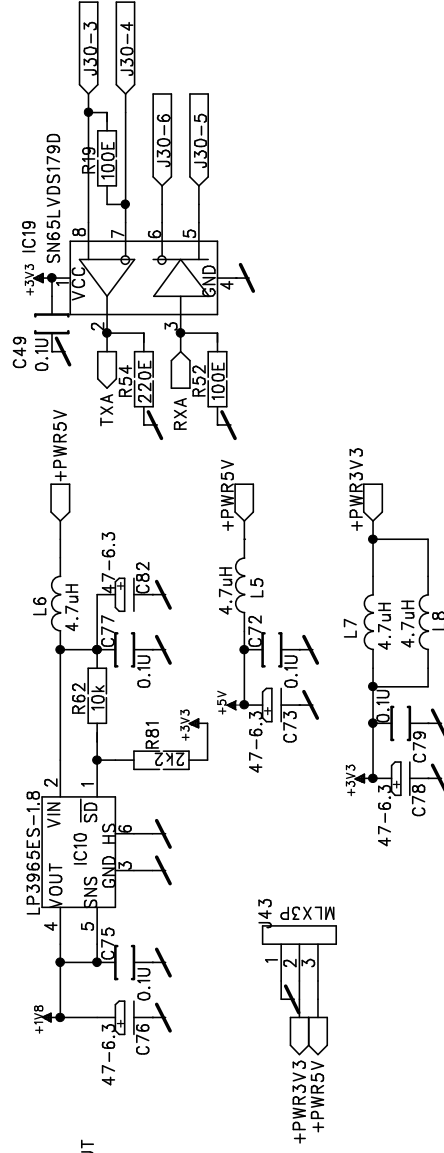 J30-3
J30-4
J30-6
J30-5
R19
100E
IC19
SN65LVDS179D
8
7
6
5
+3V3
1
VCC
GND
4
2
3
C49
0.1U
TXA
R54
220E
RXA
R52
100E
+PWR5V
L6
4.7uH
47-6.3
C82
C77
0.1U
R62
10k
R81
2k2
+3V3
LP3965ES-1.8
2
VIN
1
SD
IC10
HS
6
GND
3
VOUT
4
SNS
5
C75
0.1U
+1V8
47-6.3
C76
UT
+PWR5V
4.7uH
L5
C72
0.1U
+5V
47-6.3
C73
+PWR3V3
L7
4.7uH
4.7uH
L8
0.1U
C79
+3V3
47-6.3
C78
J43
MLX3P
1
2
3
+PWR3V3
+PWR5V